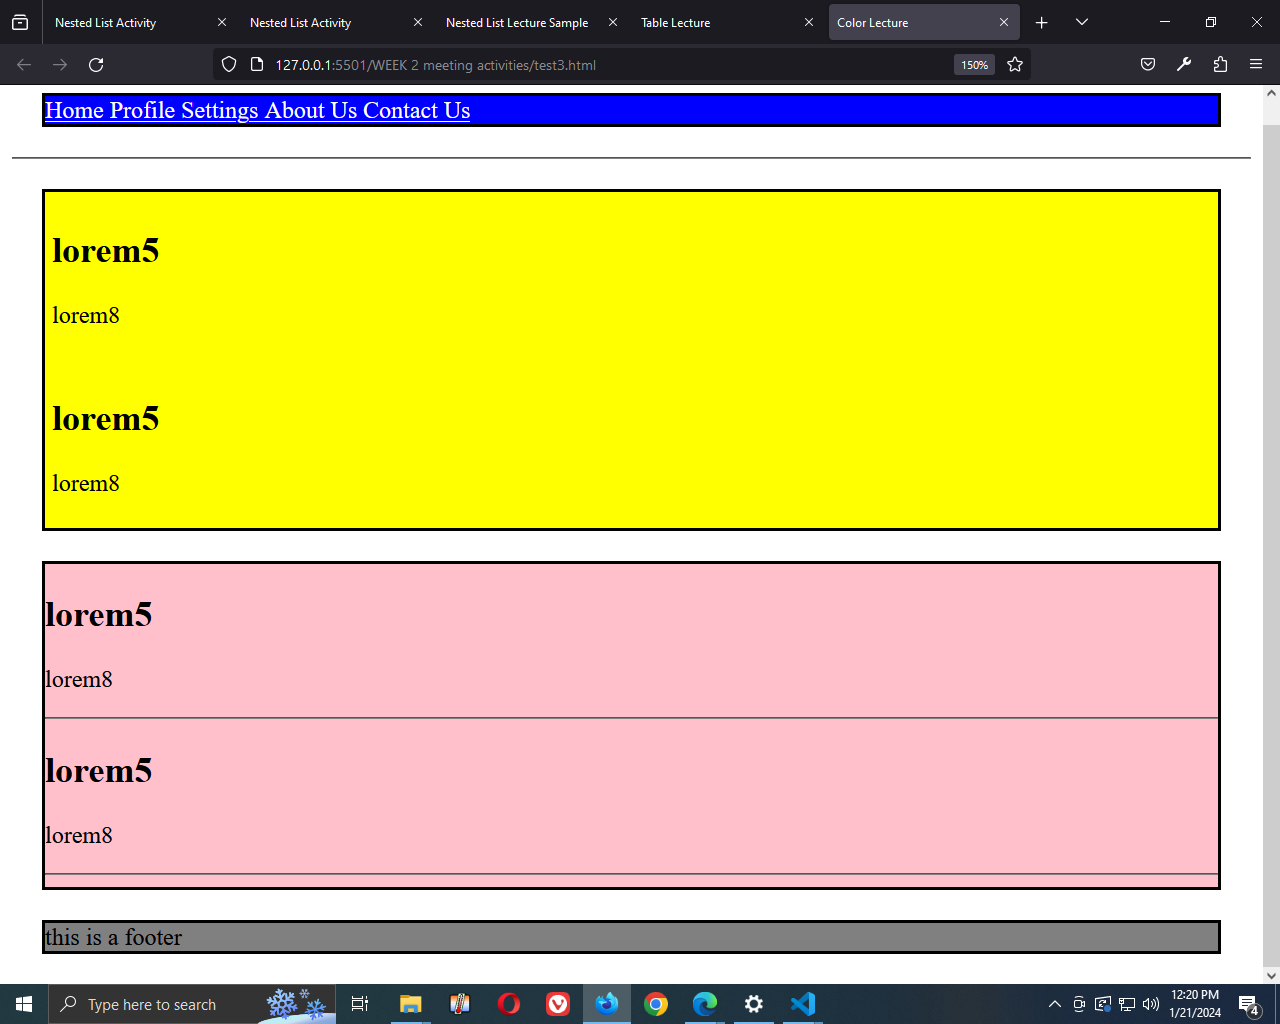 Nested List Activity
Nested List Activity
Nested List Lecture Sample
Table Lecture
Color Lecture
127.0.0.1:5501/WEEK 2 meeting activities/test3.html
150%
Home Profile Settings About Us Contact Us
lorem5
lorem8
lorem5
lorem8
lorem5
lorem8
lorem5
lorem8
this is a footer
Type here to search
12:20 PM
1/21/2024
4